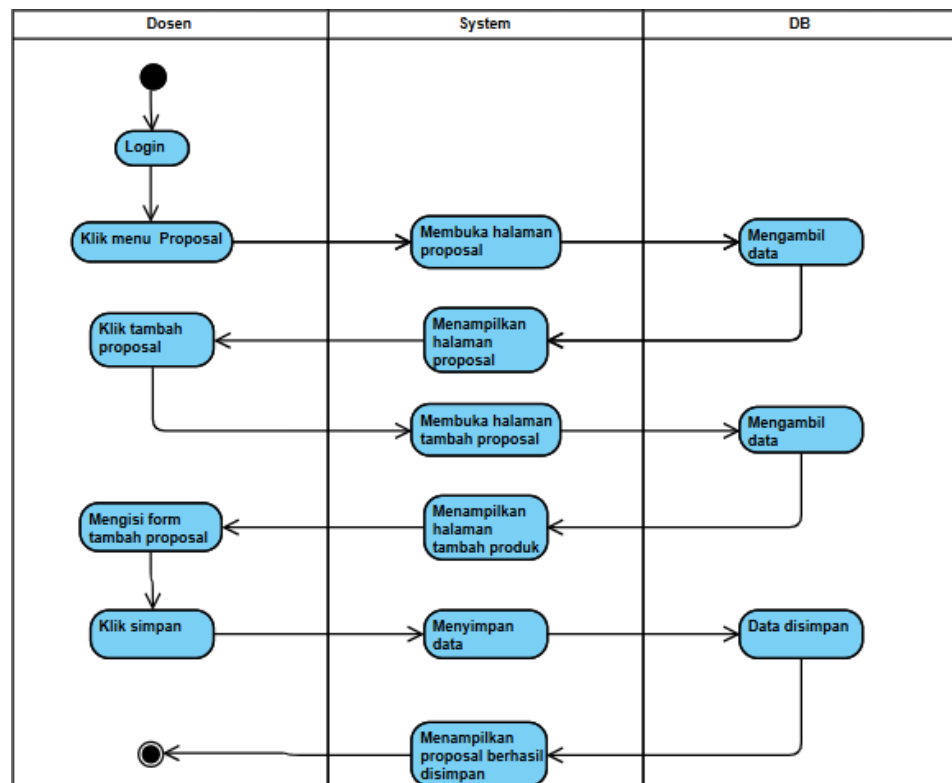 Dosen
System
DB
Login
Klik menu Proposal
Membuka halaman
proposal
Mengambil
data
Klik tambah
proposal
Menampilkan
halaman
proposal
Membuka halaman
tambah proposal
Mengambil
data
Mengisi form
tambah proposal
Menampilkan
halaman
tambah produk
Klik simpan
Menyimpan
data
Data disimpan
Menampilkan
proposal berhasil
disimpan